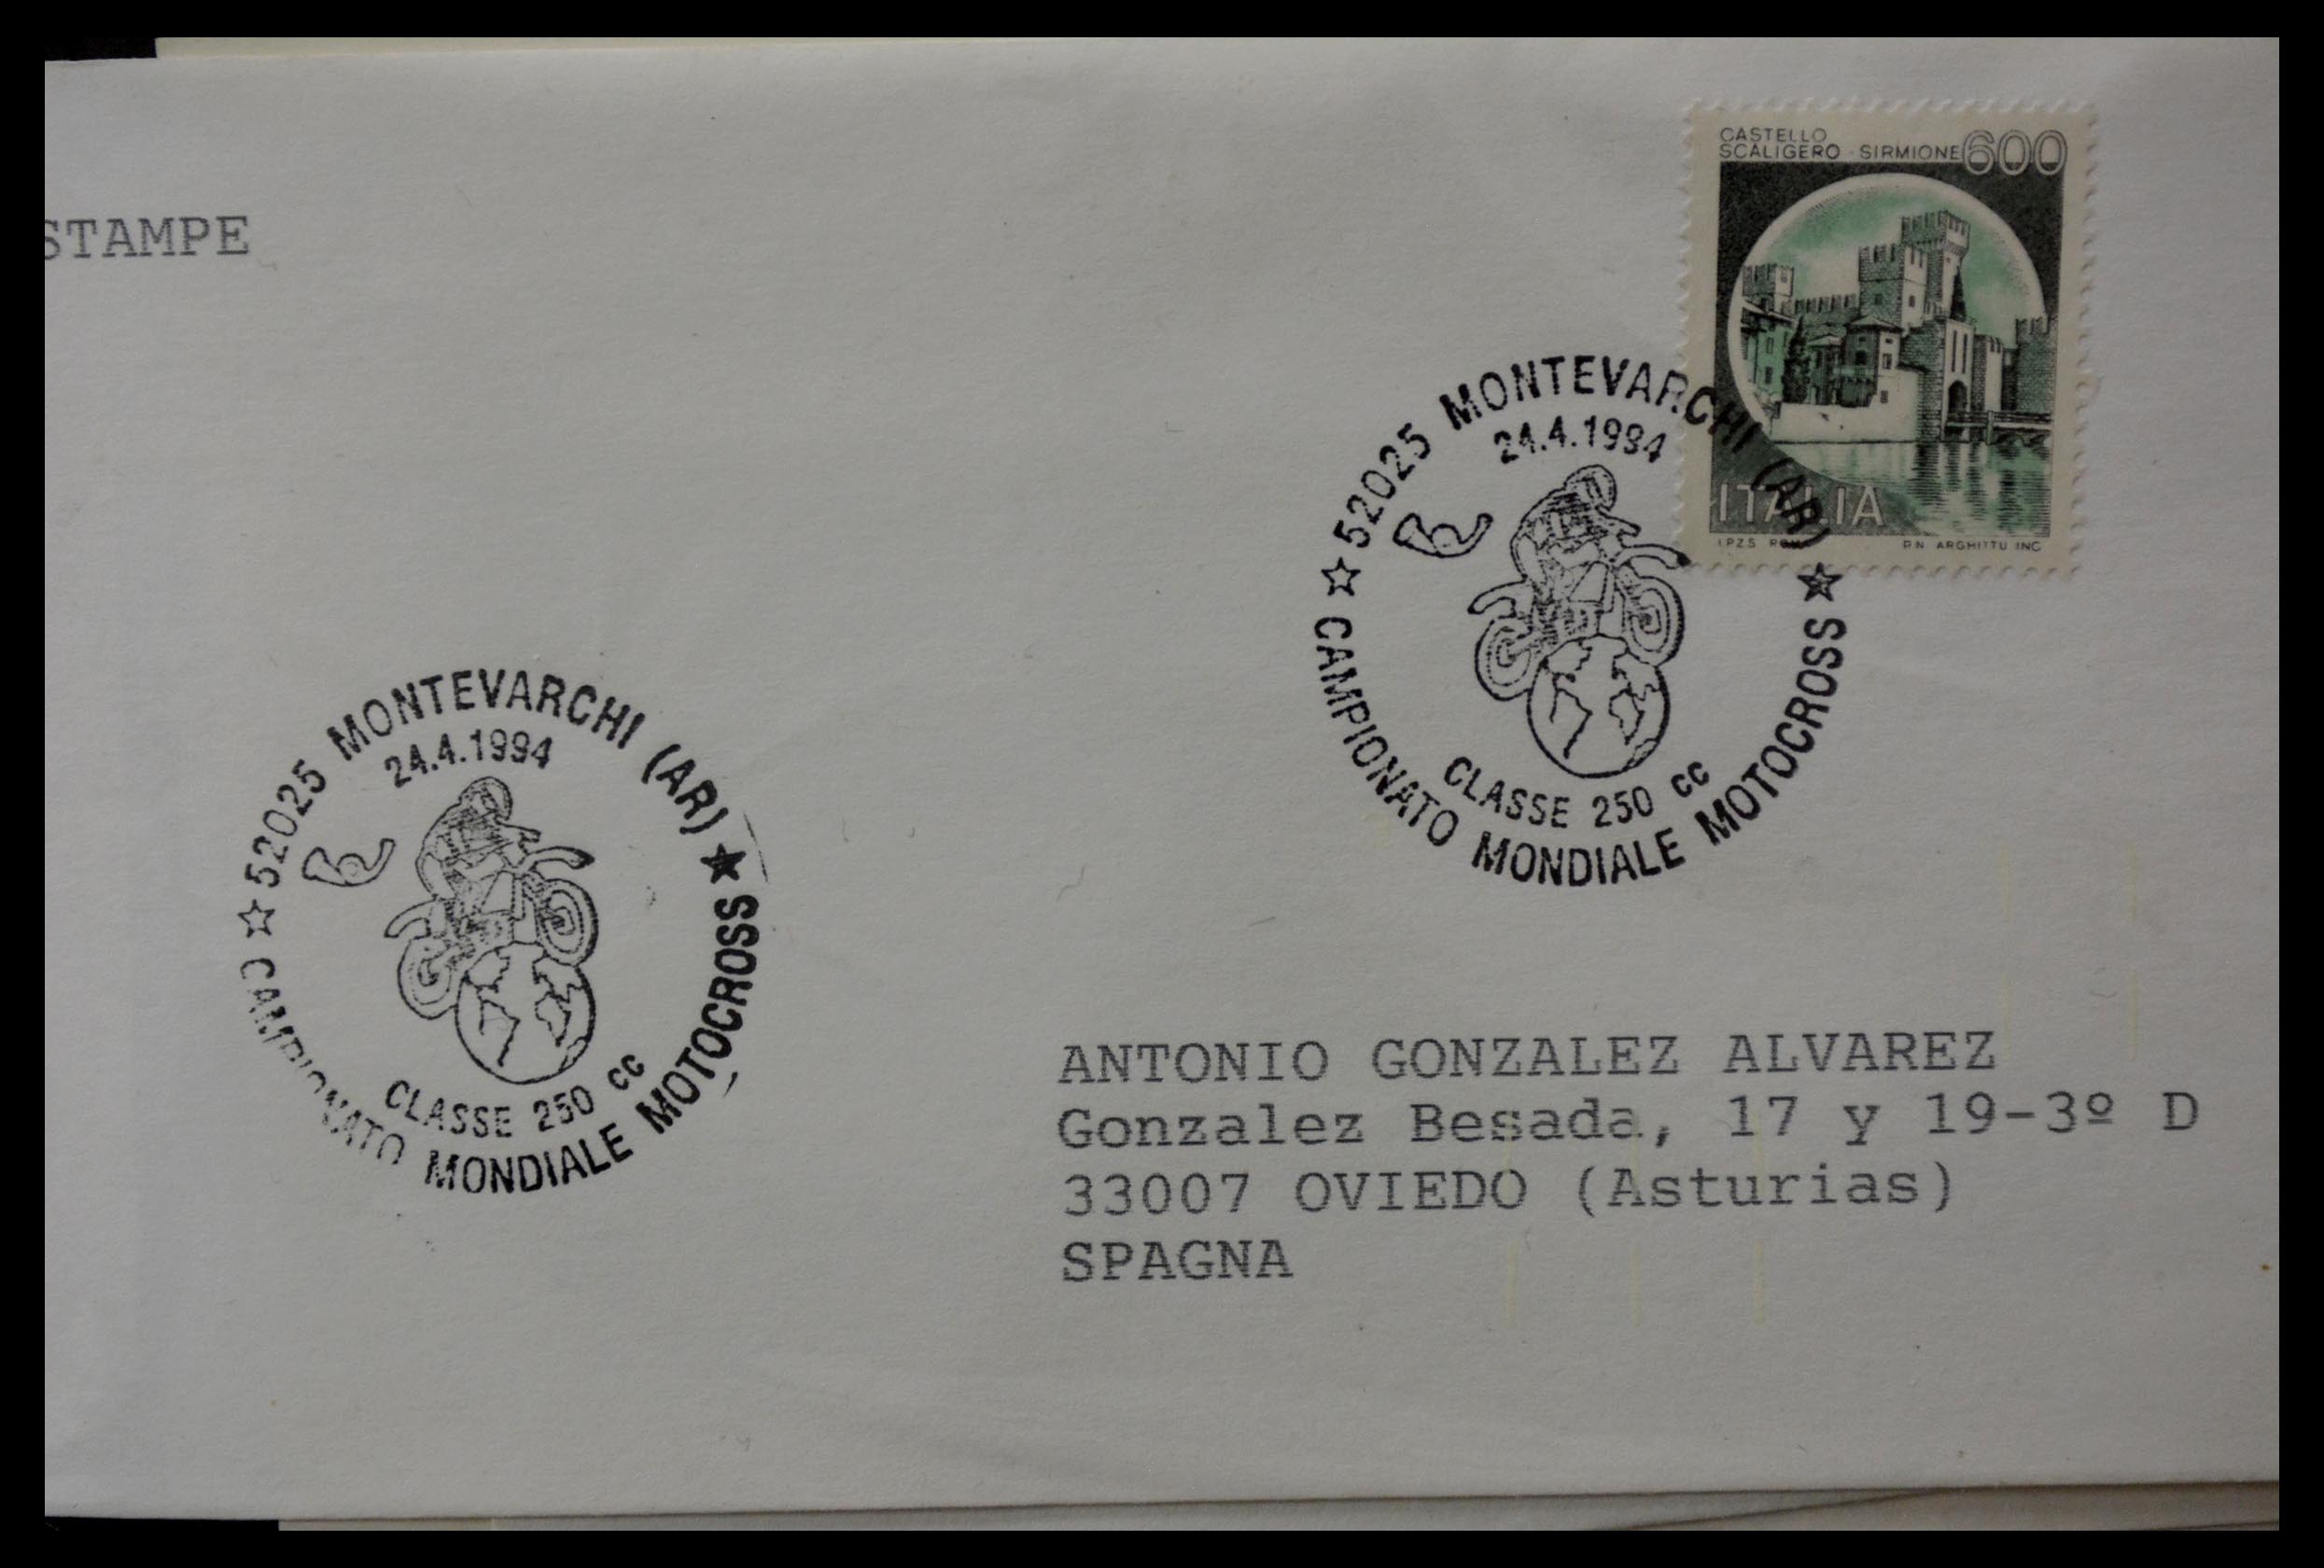 STAMPE
CASTELLO
SCALIGERO - SIRMIONE 600
ITALIA
I.P.Z.S. ROMA P.N. ARGHITTU INC.
☆ 52025 MONTEVARCHI (AR) ☆
24.4.1994
CLASSE 250 cc
CAMPIONATO MONDIALE MOTOCROSS
☆ 52025 MONTEVARCHI (AR) ★
24.4.1994
CLASSE 250 cc
CAMPIONATO MONDIALE MOTOCROSS
ANTONIO GONZALEZ ALVAREZ
Gonzalez Besada, 17 y 19-3º D
33007 OVIEDO (Asturias)
SPAGNA